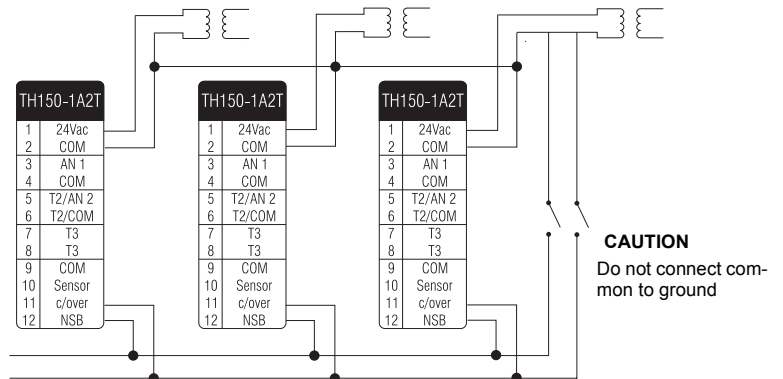 TH150-1A2T
1 24Vac
2 COM
3 AN 1
4 COM
5 T2/AN 2
6 T2/COM
7 T3
8 T3
9 COM
10 Sensor
11 c/over
12 NSB
TH150-1A2T
1 24Vac
2 COM
3 AN 1
4 COM
5 T2/AN 2
6 T2/COM
7 T3
8 T3
9 COM
10 Sensor
11 c/over
12 NSB
TH150-1A2T
1 24Vac
2 COM
3 AN 1
4 COM
5 T2/AN 2
6 T2/COM
7 T3
8 T3
9 COM
10 Sensor
11 c/over
12 NSB
CAUTION
Do not connect com-
mon to ground